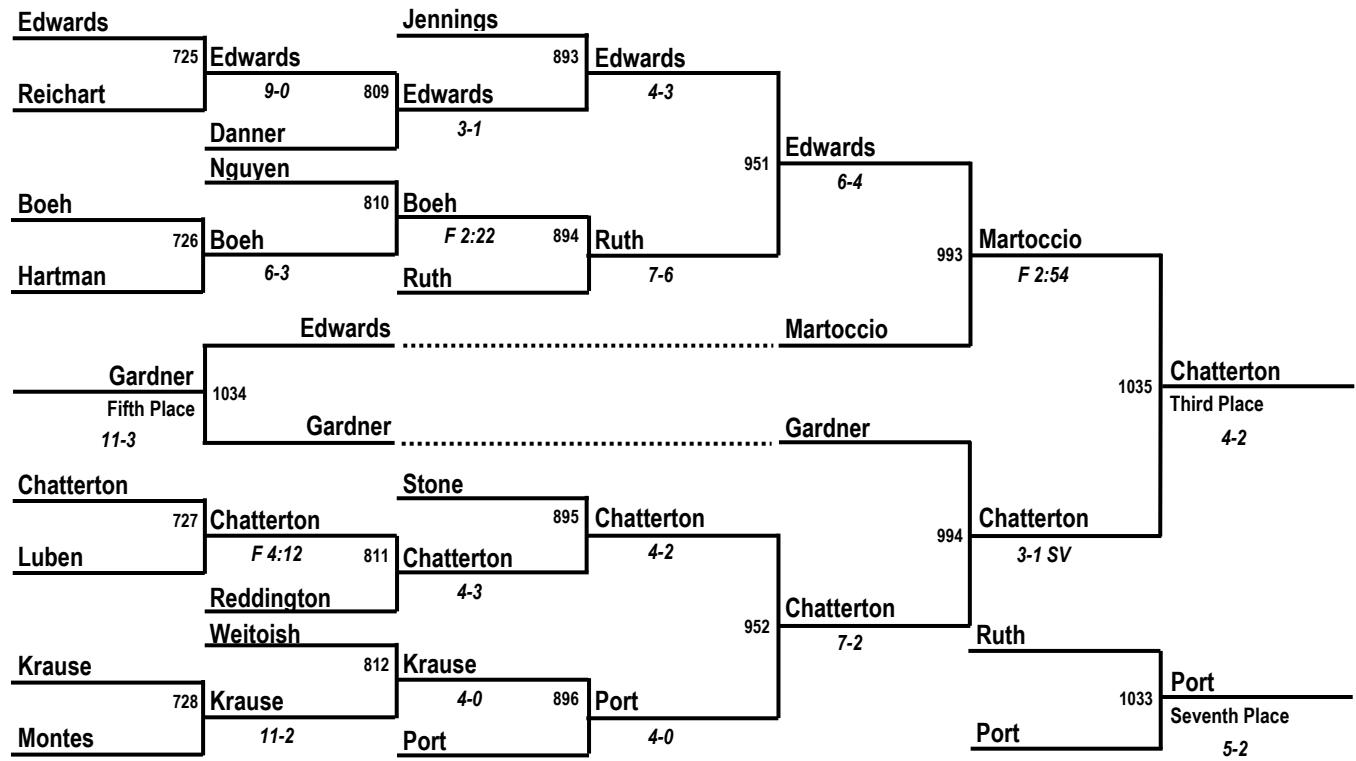 Edwards
Jennings
725 Edwards
893 Edwards
Reichart
9-0
809 Edwards
4-3
Danner
3-1
Nguyen
951 Edwards
6-4
Boeh
810 Boeh
726 Boeh
F 2:22
894 Ruth
993 Martoccio
Hartman
6-3
Ruth
7-6
F 2:54
Edwards
Martoccio
Gardner
1034
1035 Chatterton
Fifth Place
Third Place
11-3
4-2
Gardner
Gardner
Chatterton
Stone
727 Chatterton
895 Chatterton
994 Chatterton
Luben
F 4:12
811 Chatterton
4-2
3-1 SV
Reddington
4-3
Weitoish
952 Chatterton
7-2
Ruth
Krause
812 Krause
728 Krause
4-0
896 Port
1033 Port
Seventh Place
Montes
11-2
Port
4-0
Port
5-2